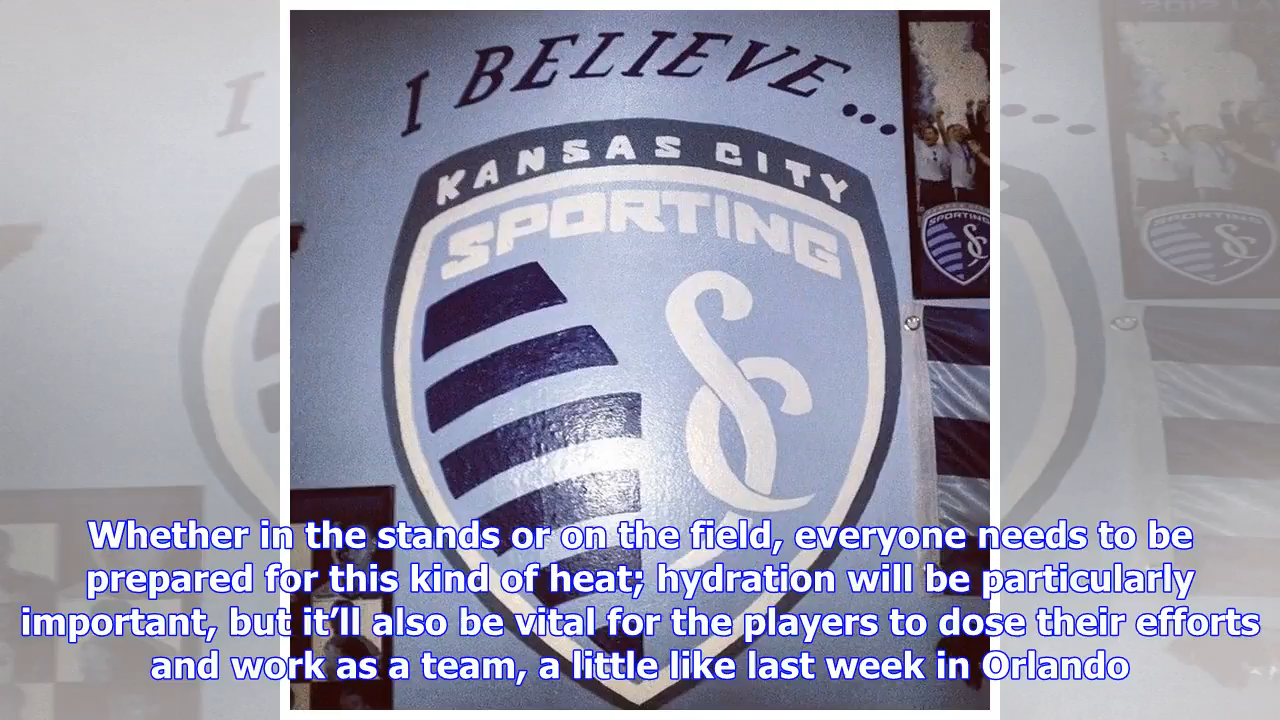 I BELIEVE...
KANSAS CITY
SPORTING
SC
SPORTING
Whether in the stands or on the field, everyone needs to be
prepared for this kind of heat; hydration will be particularly
important, but it’ll also be vital for the players to dose their efforts
and work as a team, a little like last week in Orlando